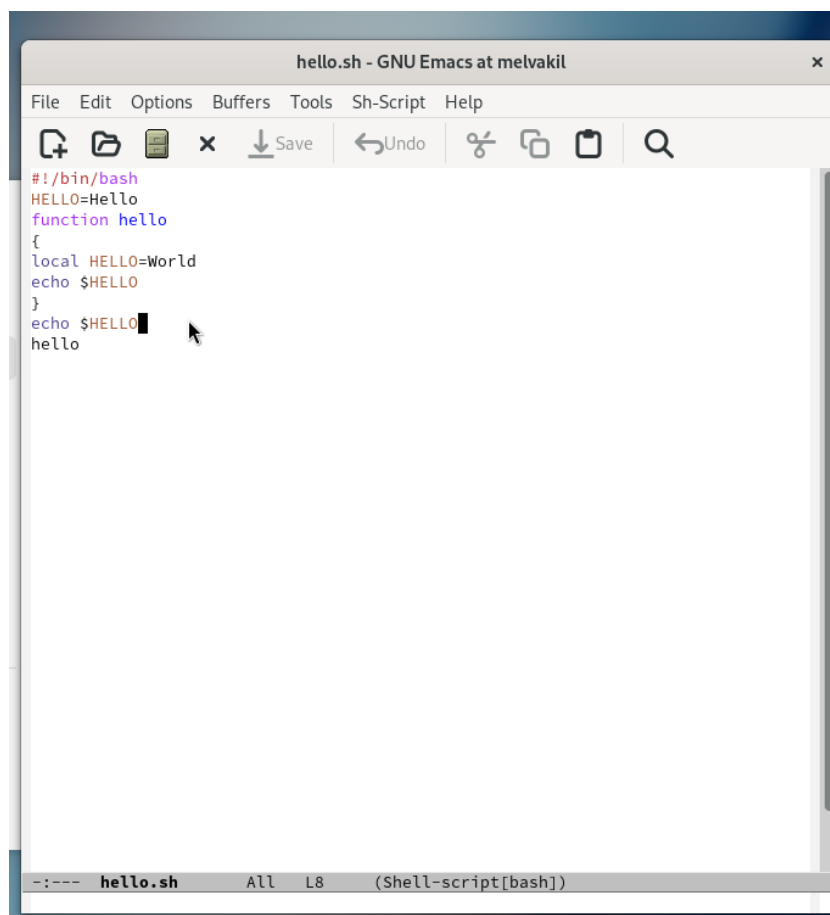 hello.sh - GNU Emacs at melvakil
File Edit Options Buffers Tools Sh-Script Help
Save Undo
#!/bin/bash
HELLO=Hello
function hello
{
local HELLO=World
echo $HELLO
}
echo $HELLO
hello
-:--- hello.sh All L8 (Shell-script[bash])